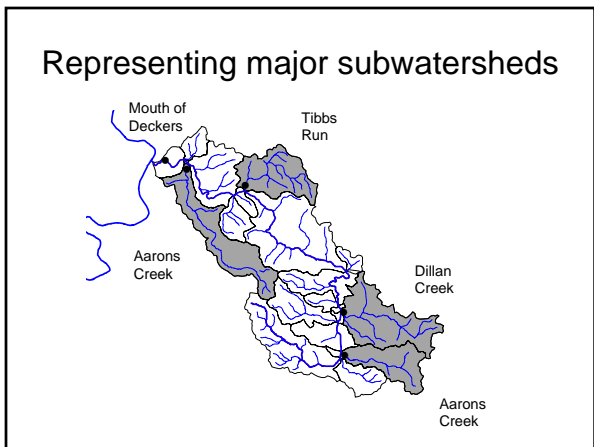 Representing major subwatersheds
Mouth of
Deckers
Tibbs
Run
Aarons
Creek
Dillan
Creek
Aarons
Creek